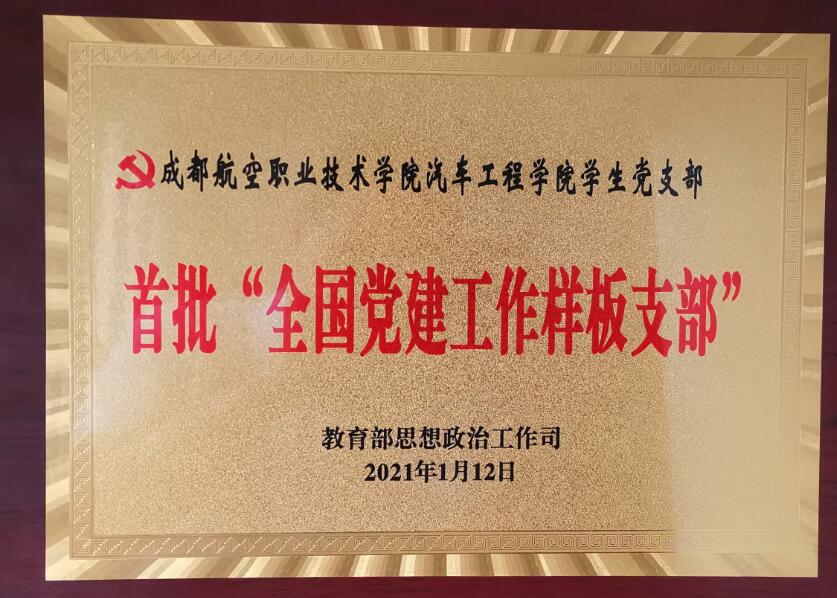 成都航空职业技术学院汽车工程学院学生党支部
首批“全国党建工作样板支部”
教育部思想政治工作司
2021年1月12日